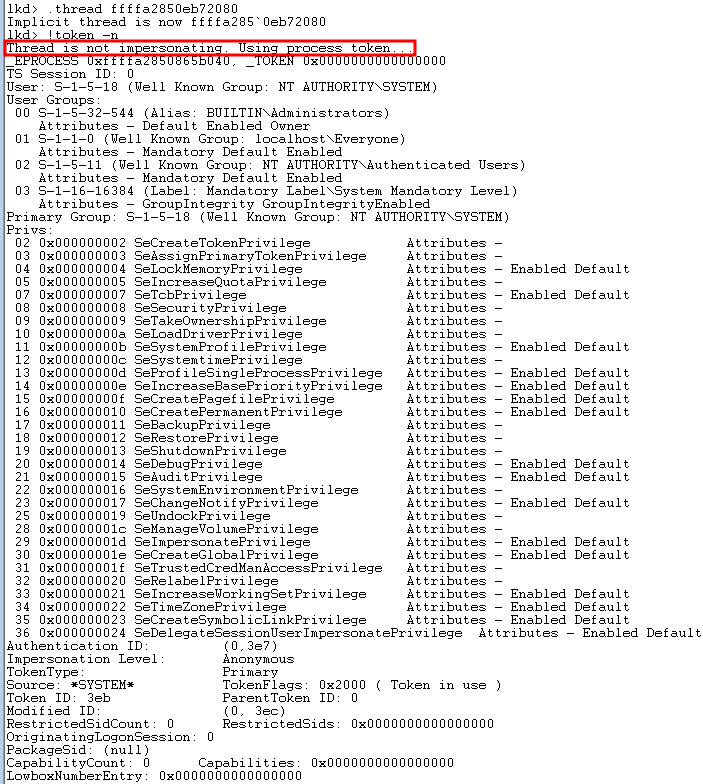 lkd> .thread ffffa2850eb72080
Implicit thread is now ffffa285`0eb72080
lkd> !token -n
Thread is not impersonating. Using process token...
_EPROCESS 0xffffa2850865b040, _TOKEN 0x0000000000000000
TS Session ID: 0
User: S-1-5-18 (Well Known Group: NT AUTHORITY\SYSTEM)
User Groups:
00 S-1-5-32-544 (Alias: BUILTIN\Administrators)
Attributes - Default Enabled Owner
01 S-1-1-0 (Well Known Group: localhost\Everyone)
Attributes - Mandatory Default Enabled
02 S-1-5-11 (Well Known Group: NT AUTHORITY\Authenticated Users)
Attributes - Mandatory Default Enabled
03 S-1-16-16384 (Label: Mandatory Label\System Mandatory Level)
Attributes - GroupIntegrity GroupIntegrityEnabled
Primary Group: S-1-5-18 (Well Known Group: NT AUTHORITY\SYSTEM)
Privs:
02 0x000000002 SeCreateTokenPrivilege Attributes -
03 0x000000003 SeAssignPrimaryTokenPrivilege Attributes -
04 0x000000004 SeLockMemoryPrivilege Attributes - Enabled Default
05 0x000000005 SeIncreaseQuotaPrivilege Attributes -
07 0x000000007 SeTcbPrivilege Attributes - Enabled Default
08 0x000000008 SeSecurityPrivilege Attributes -
09 0x000000009 SeTakeOwnershipPrivilege Attributes -
10 0x00000000a SeLoadDriverPrivilege Attributes -
11 0x00000000b SeSystemProfilePrivilege Attributes - Enabled Default
12 0x00000000c SeSystemtimePrivilege Attributes -
13 0x00000000d SeProfileSingleProcessPrivilege Attributes - Enabled Default
14 0x00000000e SeIncreaseBasePriorityPrivilege Attributes - Enabled Default
15 0x00000000f SeCreatePagefilePrivilege Attributes - Enabled Default
16 0x000000010 SeCreatePermanentPrivilege Attributes - Enabled Default
17 0x000000011 SeBackupPrivilege Attributes -
18 0x000000012 SeRestorePrivilege Attributes -
19 0x000000013 SeShutdownPrivilege Attributes -
20 0x000000014 SeDebugPrivilege Attributes - Enabled Default
21 0x000000015 SeAuditPrivilege Attributes - Enabled Default
22 0x000000016 SeSystemEnvironmentPrivilege Attributes -
23 0x000000017 SeChangeNotifyPrivilege Attributes - Enabled Default
25 0x000000019 SeUndockPrivilege Attributes -
28 0x00000001c SeManageVolumePrivilege Attributes -
29 0x00000001d SeImpersonatePrivilege Attributes - Enabled Default
30 0x00000001e SeCreateGlobalPrivilege Attributes - Enabled Default
31 0x00000001f SeTrustedCredManAccessPrivilege Attributes -
32 0x000000020 SeRelabelPrivilege Attributes -
33 0x000000021 SeIncreaseWorkingSetPrivilege Attributes - Enabled Default
34 0x000000022 SeTimeZonePrivilege Attributes - Enabled Default
35 0x000000023 SeCreateSymbolicLinkPrivilege Attributes - Enabled Default
36 0x000000024 SeDelegateSessionUserImpersonatePrivilege Attributes - Enabled Default
Authentication ID: (0,3e7)
Impersonation Level: Anonymous
TokenType: Primary
Source: *SYSTEM* TokenFlags: 0x2000 ( Token in use )
Token ID: 3eb ParentToken ID: 0
Modified ID: (0, 3ec)
RestrictedSidCount: 0 RestrictedSids: 0x0000000000000000
OriginatingLogonSession: 0
PackageSid: (null)
CapabilityCount: 0 Capabilities: 0x0000000000000000
LowboxNumberEntry: 0x0000000000000000